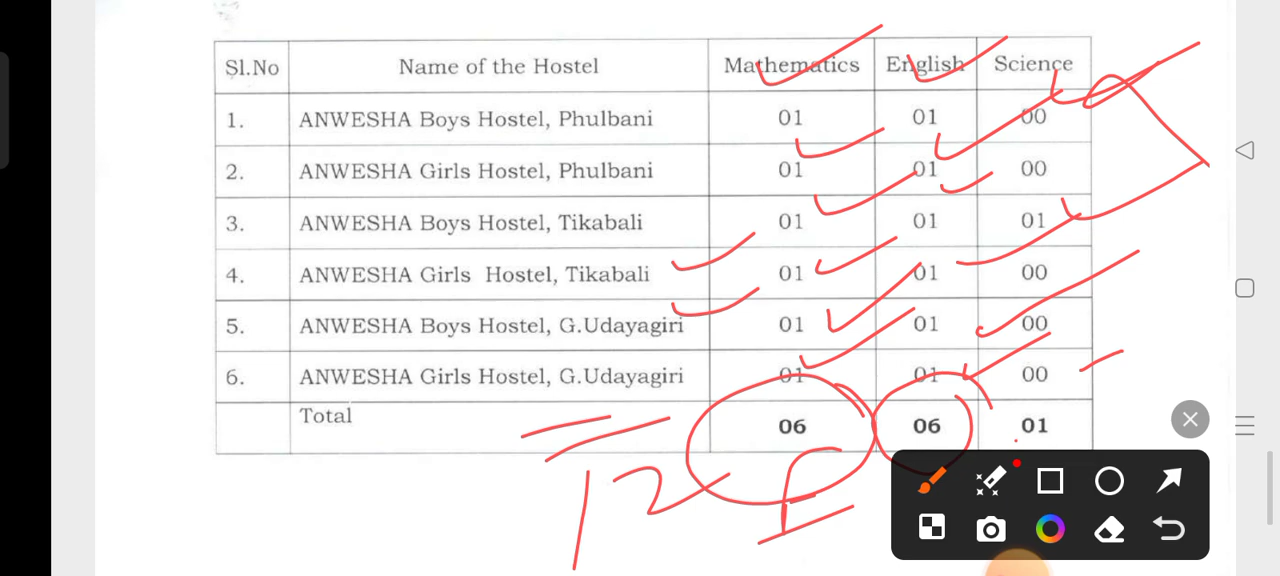 Sl.No Name of the Hostel Mathematics English Science
1. ANWESHA Boys Hostel, Phulbani 01 01 00
2. ANWESHA Girls Hostel, Phulbani 01 01 00
3. ANWESHA Boys Hostel, Tikabali 01 01 01
4. ANWESHA Girls Hostel, Tikabali 01 01 00
5. ANWESHA Boys Hostel, G.Udayagiri 01 01 00
6. ANWESHA Girls Hostel, G.Udayagiri 01 01 00
Total 06 06 01
12